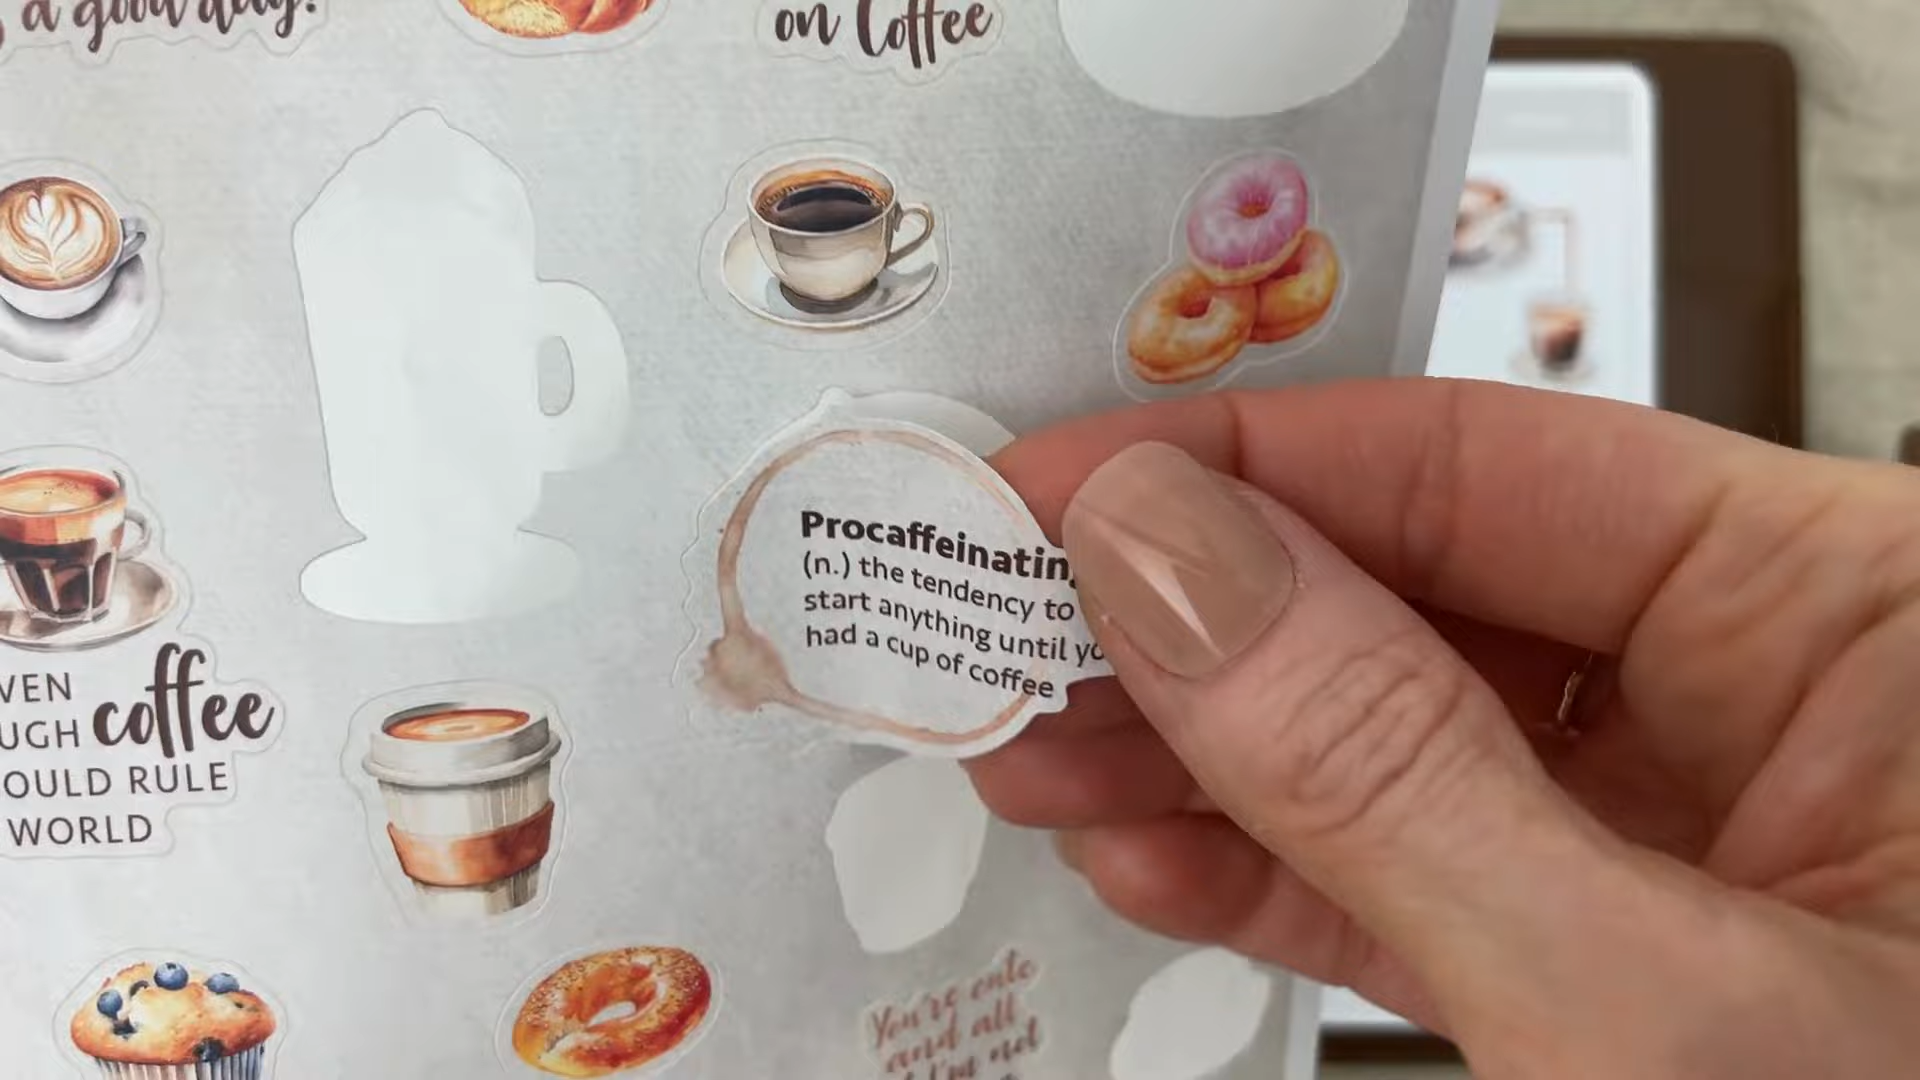 a good day!
on Coffee
Procaffeinatin
(n.) the tendency to
start anything until yo
had a cup of coffee
VEN
UGH coffee
OULD RULE
WORLD
You're cute
and all
I'm not